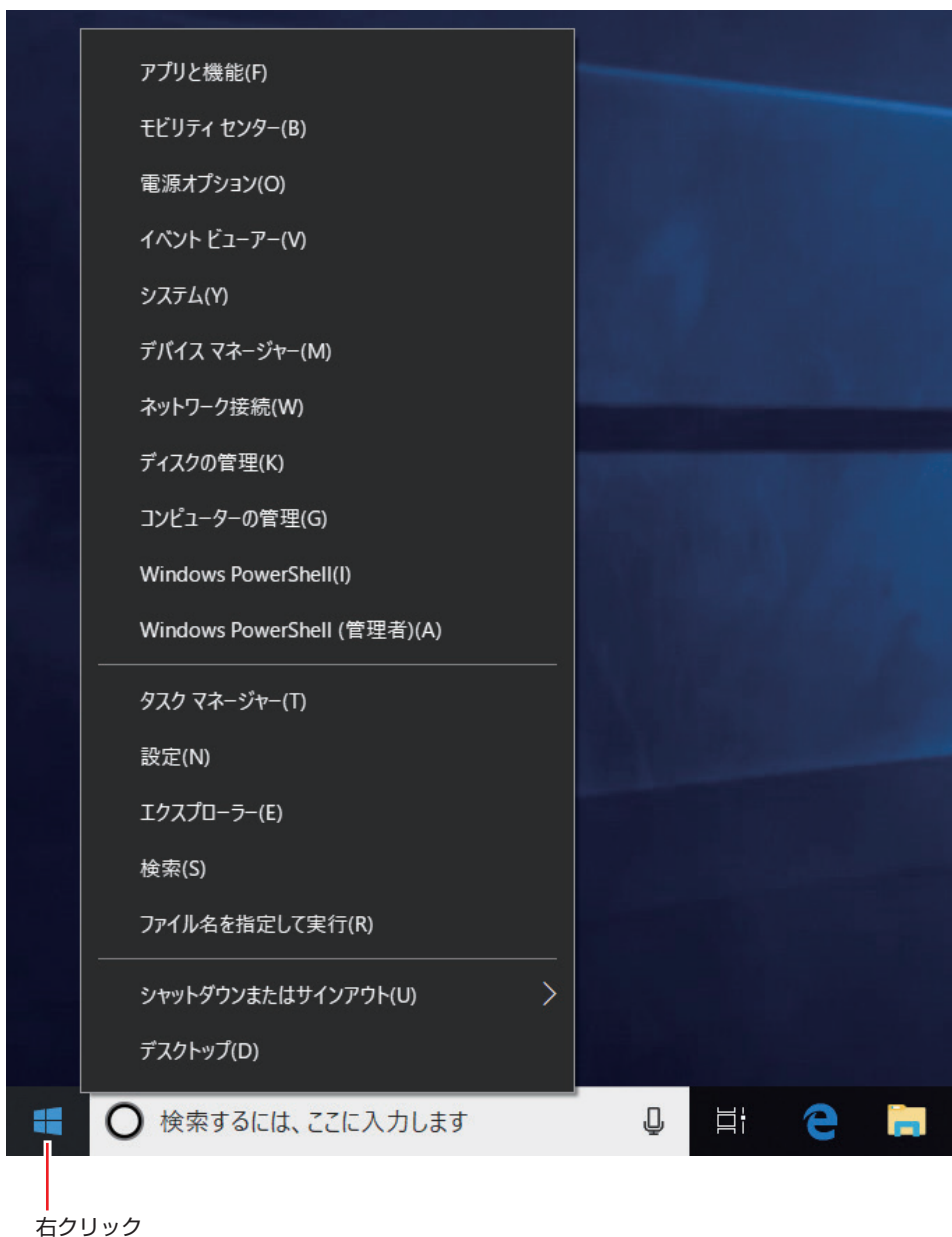 アプリと機能(F)
モビリティ センター(B)
電源オプション(O)
イベント ビューアー(V)
システム(Y)
デバイス マネージャー(M)
ネットワーク接続(W)
ディスクの管理(K)
コンピューターの管理(G)
Windows PowerShell(I)
Windows PowerShell (管理者)(A)
タスク マネージャー(T)
設定(N)
エクスプローラー(E)
検索(S)
ファイル名を指定して実行(R)
シャットダウンまたはサインアウト(U)
デスクトップ(D)
検索するには、ここに入力します
右クリック